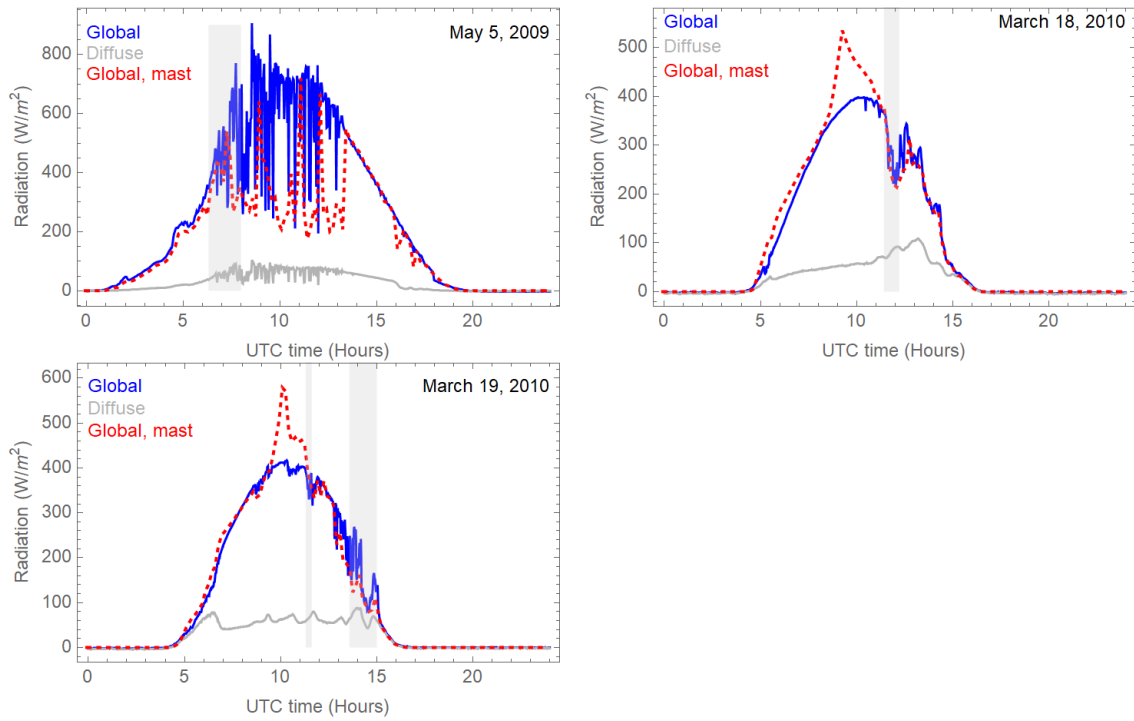 Global
Diffuse
Global, mast
May 5, 2009
Radiation (W/m²)
800
600
400
200
0
0 5 10 15 20
UTC time (Hours)
Global
Diffuse
Global, mast
March 18, 2010
Radiation (W/m²)
500
400
300
200
100
0
0 5 10 15 20
UTC time (Hours)
Global
Diffuse
Global, mast
March 19, 2010
Radiation (W/m²)
600
500
400
300
200
100
0
0 5 10 15 20
UTC time (Hours)